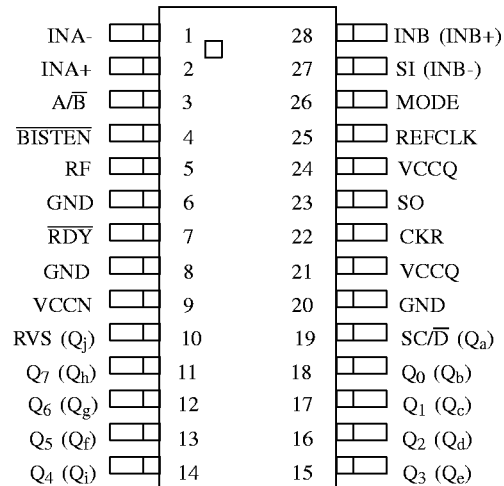 INA- 1 28 INB (INB+)
INA+ 2 27 SI (INB-)
A/B̅ 3 26 MODE
B̅I̅S̅T̅E̅N̅ 4 25 REFCLK
RF 5 24 VCCQ
GND 6 23 SO
R̅D̅Y̅ 7 22 CKR
GND 8 21 VCCQ
VCCN 9 20 GND
RVS (Qj) 10 19 SC/D̅ (Qa)
Q7 (Qh) 11 18 Q0 (Qb)
Q6 (Qg) 12 17 Q1 (Qc)
Q5 (Qf) 13 16 Q2 (Qd)
Q4 (Qi) 14 15 Q3 (Qe)